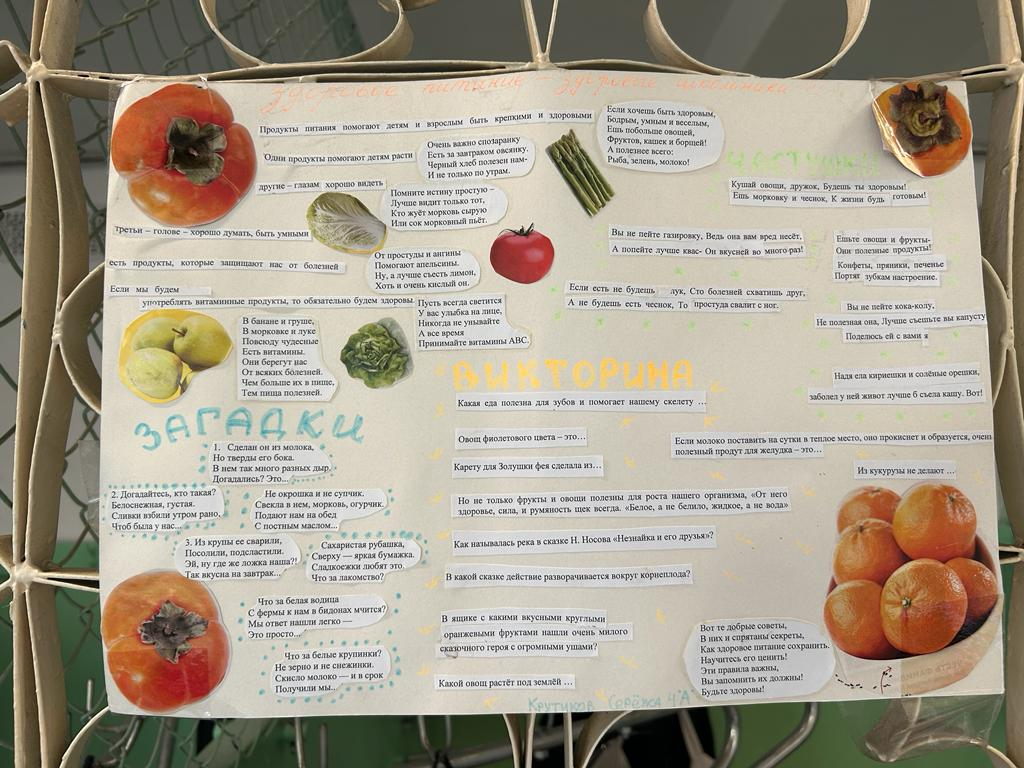 Здоровое питание – здоровые школьники
Продукты питания помогают детям и взрослым быть крепкими и здоровыми
Одни продукты помогают детям расти
Очень важно спозаранку
Есть за завтраком овсянку.
Черный хлеб полезен нам-
И не только по утрам.
другие – глазам хорошо видеть
Помните истину простую –
Лучше видит только тот,
Кто жуёт морковь сырую
Или сок морковный пьёт.
третьи – голове – хорошо думать, быть умными
есть продукты, которые защищают нас от болезней
От простуды и ангины
Помогают апельсины.
Ну, а лучше съесть лимон,
Хоть и очень кислый он.
Если мы будем
употреблять витаминные продукты, то обязательно будем здоровы
Пусть всегда светится
У вас улыбка на лице,
Никогда не унывайте
А все время
Принимайте витамины АВС.
В банане и груше,
В морковке и луке
Повсюду чудесные
Есть витамины.
Они берегут нас
От всяких болезней.
Чем больше их в пище,
Тем пища полезней.
Если хочешь быть здоровым,
Бодрым, умным и веселым,
Ешь побольше овощей,
Фруктов, кашек и борщей!
А полезнее всего:
Рыба, зелень, молоко!
ЧАСТУШКИ
Кушай овощи, дружок, Будешь ты здоровым!
Ешь морковку и чеснок, К жизни будь готовым!
Вы не пейте газировку, Ведь она вам вред несёт,
А попейте лучше квас- Он вкусней во много раз!
Ешьте овощи и фрукты-
Они полезные продукты!
Конфеты, пряники, печенье
Портят зубкам настроение.
Если есть не будешь лук, Сто болезней схватишь друг,
А не будешь есть чеснок, То простуда свалит с ног.
Вы не пейте кока-колу,
Не полезная она, Лучше съешьте вы капусту
Поделюсь ей с вами я
Надя ела кириешки и солёные орешки,
заболел у ней живот лучше б съела кашу. Вот!
ВИКТОРИНА
Какая еда полезна для зубов и помогает нашему скелету …
Овощ фиолетового цвета – это…
Если молоко поставить на сутки в теплое место, оно прокиснет и образуется, очень
полезный продукт для желудка – это…
Карету для Золушки фея сделала из…
Из кукурузы не делают …
Но не только фрукты и овощи полезны для роста нашего организма, «От него
здоровье, сила, и румяность щек всегда. «Белое, а не белило, жидкое, а не вода»
Как называлась река в сказке Н. Носова «Незнайка и его друзья»?
В какой сказке действие разворачивается вокруг корнеплода?
В ящике с какими вкусными круглыми
оранжевыми фруктами нашли очень милого
сказочного героя с огромными ушами?
Какой овощ растёт под землёй …
ЗАГАДКИ
1. Сделан он из молока,
Но тверды его бока.
В нем так много разных дыр.
Догадались? Это...
2. Догадайтесь, кто такая?
Белоснежная, густая.
Сливки взбили утром рано,
Чтоб была у нас...
Не окрошка и не супчик.
Свекла в нем, морковь, огурчик.
Подают нам на обед
С постным маслом...
3. Из крупы ее сварили,
Посолили, подсластили.
Эй, ну где же ложка наша?!
Так вкусна на завтрак...
Сахаристая рубашка,
Сверху — яркая бумажка.
Сладкоежки любят это.
Что за лакомство?
Что за белая водица
С фермы к нам в бидонах мчится?
Мы ответ нашли легко —
Это просто...
Что за белые крупинки?
Не зерно и не снежинки.
Скисло молоко — и в срок
Получили мы...
Вот те добрые советы,
В них и спрятаны секреты,
Как здоровое питание сохранить.
Научитесь его ценить!
Эти правила важны,
Вы запомнить их должны!
Будьте здоровы!
Крутиков Серёжа 4"А"